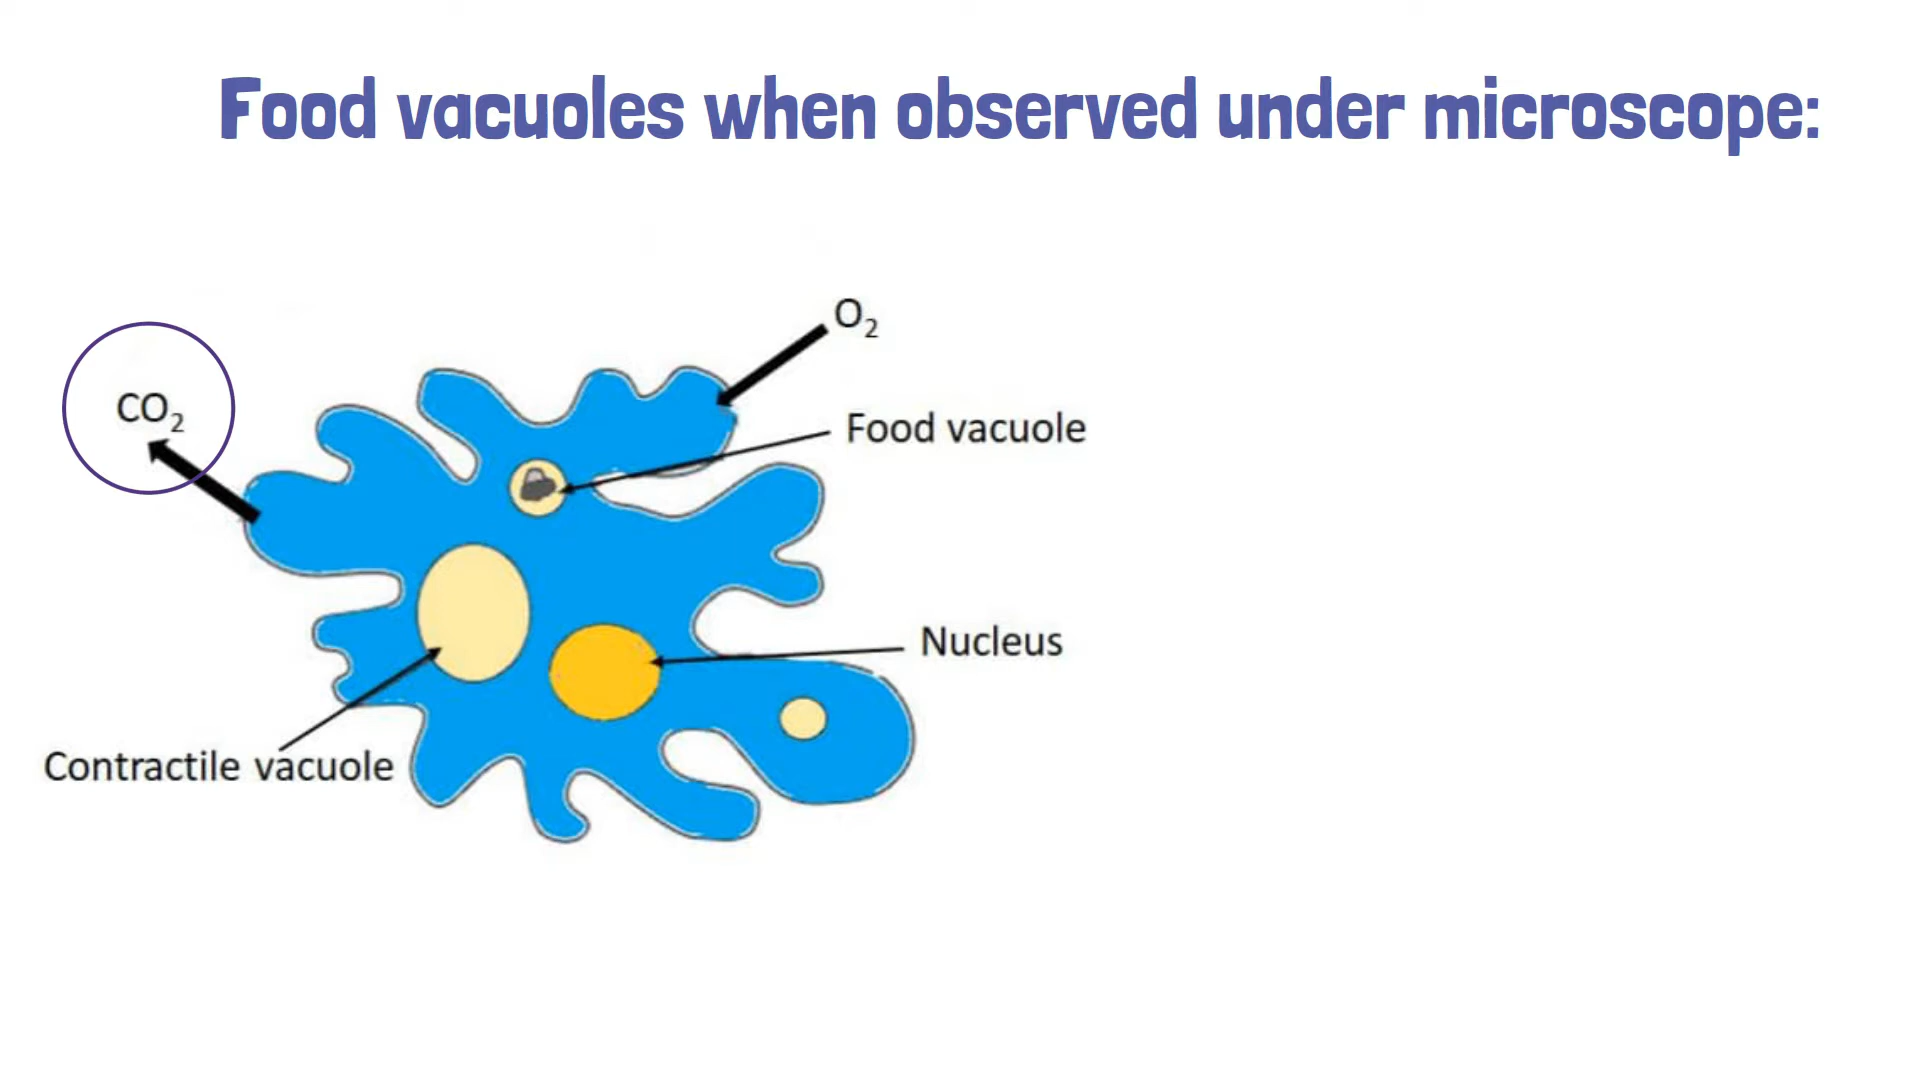 Food vacuoles when observed under microscope:
O₂
CO₂
Food vacuole
Nucleus
Contractile vacuole